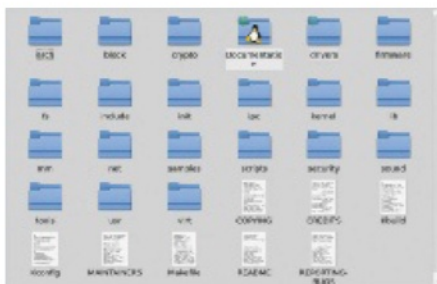 arch
block
crypto
Documentatio
n
drivers
firmware
fs
include
init
ipc
kernel
lib
mm
net
samples
scripts
security
sound
tools
usr
virt
COPYING
CREDITS
Kbuild
Kconfig
MAINTAINERS
Makefile
README
REPORTING-
BUGS